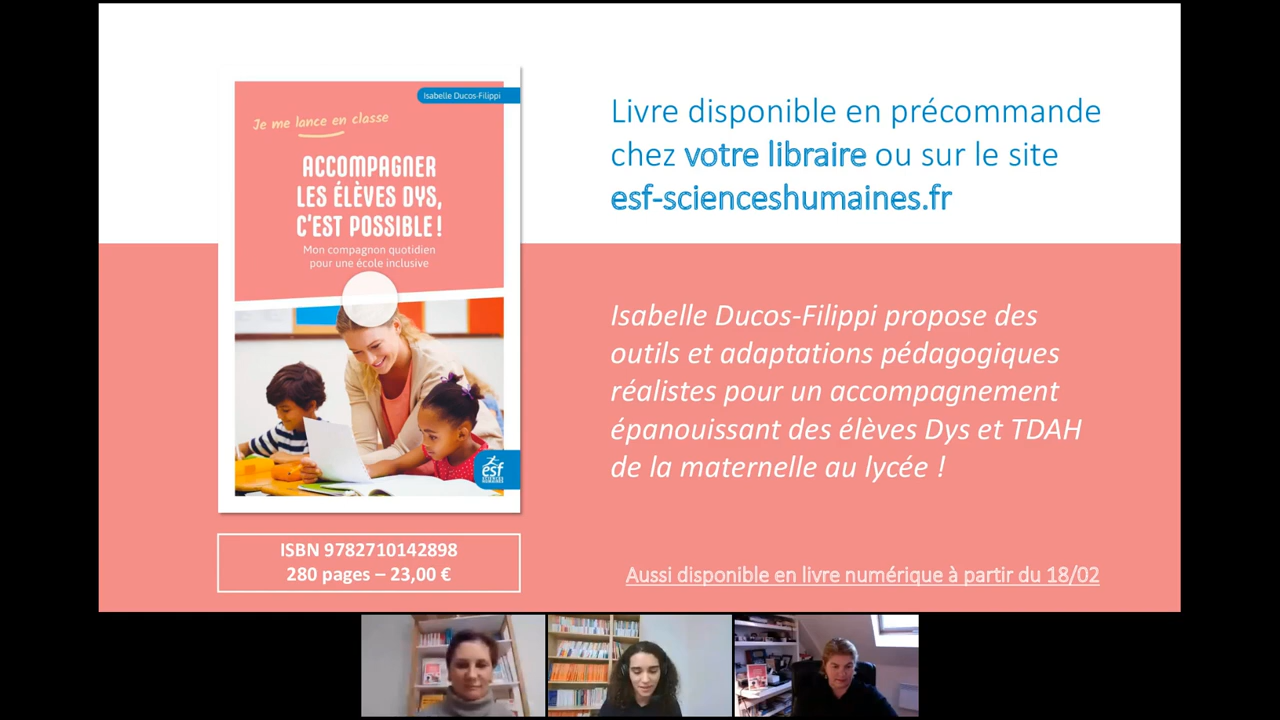 Isabelle Ducos-Filippi
Je me lance en classe
ACCOMPAGNER
LES ÉLÈVES DYS,
C'EST POSSIBLE !
Mon compagnon quotidien
pour une école inclusive
esf
ISBN 9782710142898
280 pages – 23,00 €
Livre disponible en précommande
chez votre libraire ou sur le site
esf-scienceshumaines.fr
Isabelle Ducos-Filippi propose des
outils et adaptations pédagogiques
réalistes pour un accompagnement
épanouissant des élèves Dys et TDAH
de la maternelle au lycée !
Aussi disponible en livre numérique à partir du 18/02